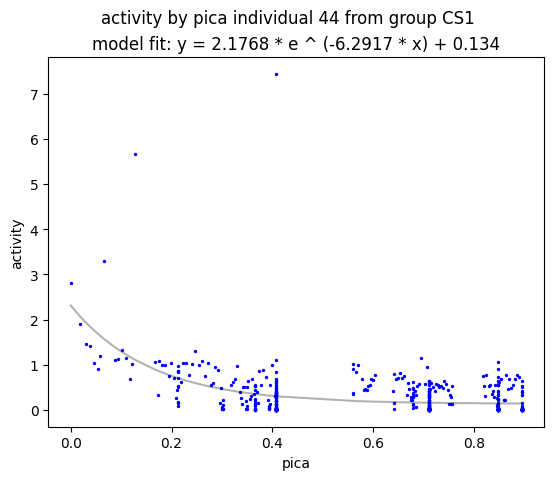 activity by pica individual 44 from group CS1
model fit: y = 2.1768 * e ^ (-6.2917 * x) + 0.134
7
6
5
4
3
2
1
0
activity
0.0 0.2 0.4 0.6 0.8
pica